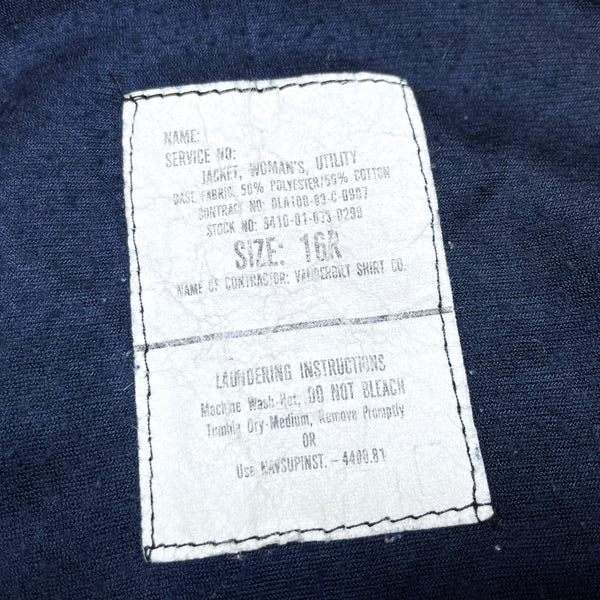 NAME:
SERVICE NO:
JACKET, WOMAN'S, UTILITY
BASE FABRIC, 50% POLYESTER/50% COTTON
CONTRACT NO: DLA100-83-C-0907
STOCK NO: 8410-01-073-0299
SIZE: 16R
NAME OF CONTRACTOR: VANDERBILT SHIRT CO.
LAUNDERING INSTRUCTIONS
Machine Wash-Hot, DO NOT BLEACH
Tumble Dry-Medium, Remove Promptly
OR
Use NAVSUPINST. - 4400.81